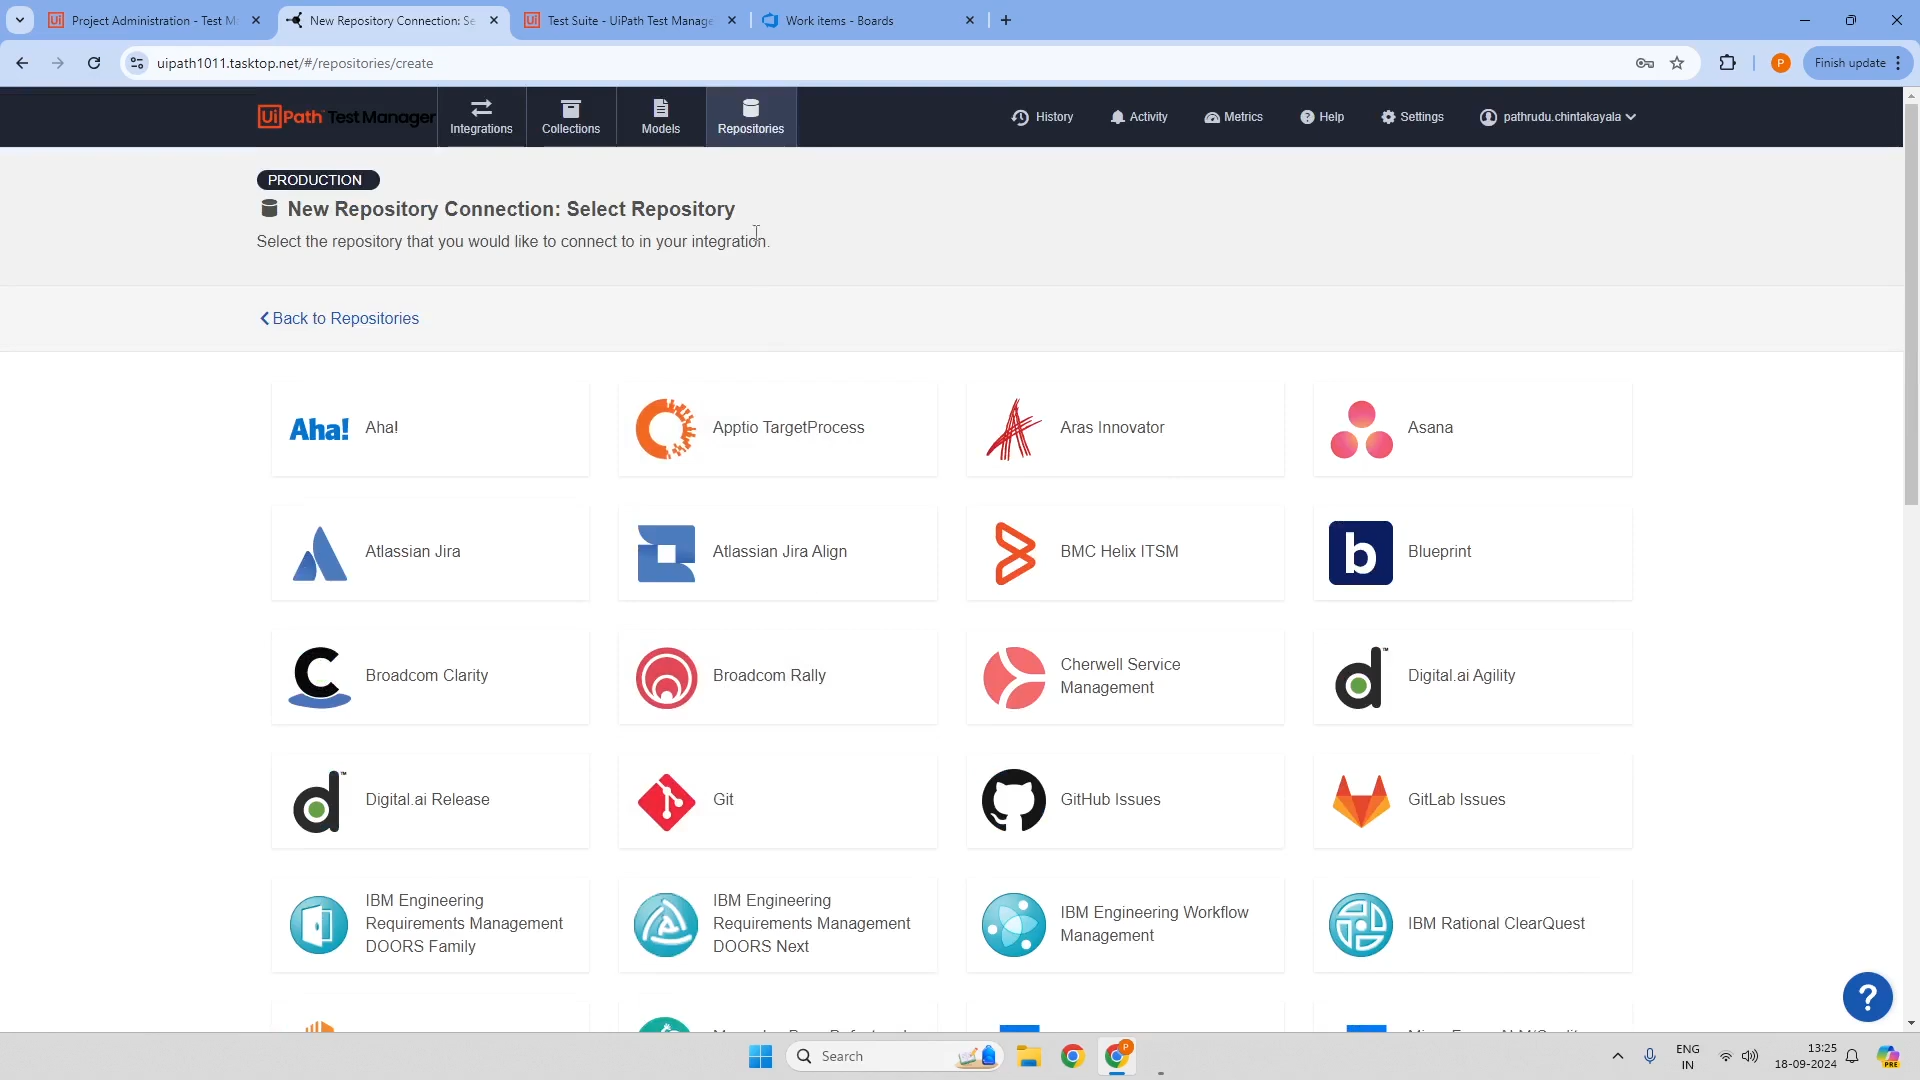 Project Administration - Test M
New Repository Connection: Se
Test Suite - UiPath Test Manage
Work items - Boards
uipath1011.tasktop.net/#/repositories/create
P
Finish update
UiPath Test Manager
Integrations
Collections
Models
Repositories
History
Activity
Metrics
Help
Settings
pathrudu.chintakayala
PRODUCTION
New Repository Connection: Select Repository
Select the repository that you would like to connect to in your integration.
Back to Repositories
Aha! Aha!
Apptio TargetProcess
Aras Innovator
Asana
Atlassian Jira
Atlassian Jira Align
BMC Helix ITSM
b Blueprint
Broadcom Clarity
Broadcom Rally
Cherwell Service
Management
Digital.ai Agility
Digital.ai Release
Git
GitHub Issues
GitLab Issues
IBM Engineering
Requirements Management
DOORS Family
IBM Engineering
Requirements Management
DOORS Next
IBM Engineering Workflow
Management
IBM Rational ClearQuest
?
Search
P
ENG
IN
13:25
18-09-2024
PRE